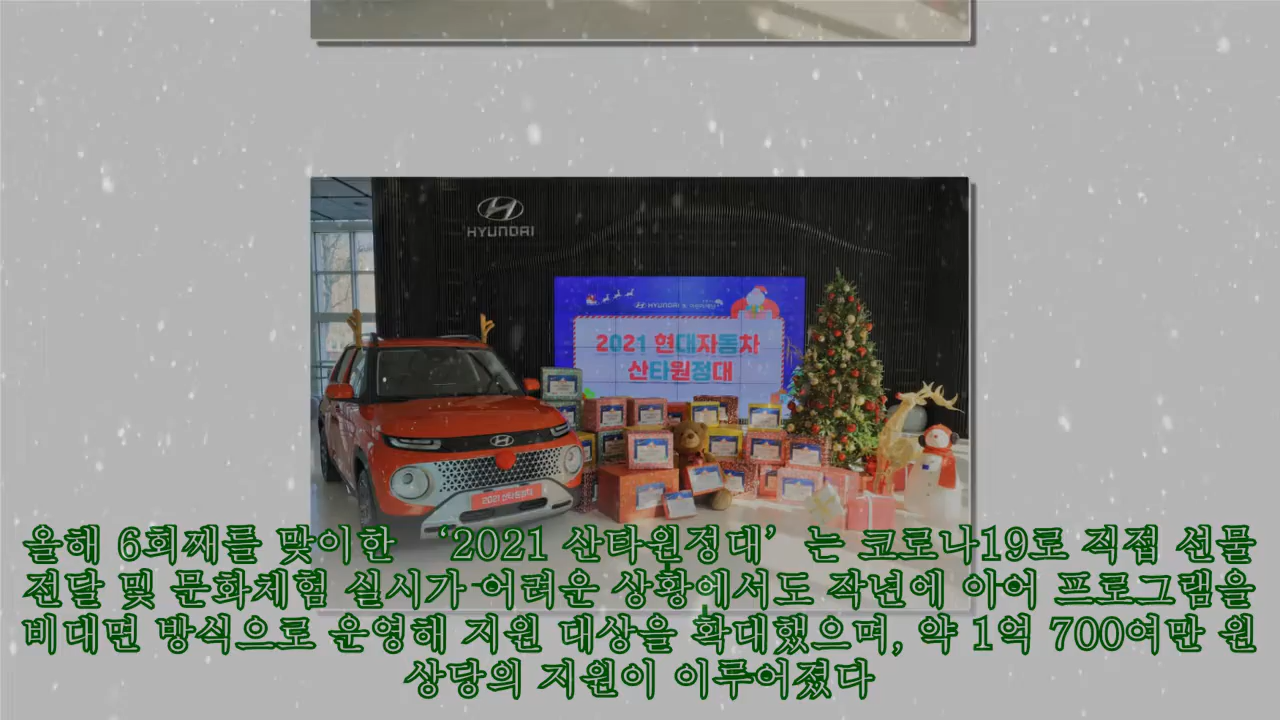 HYUNDAI
HYUNDAI
2021 현대자동차
산타원정대
2021 산타원정대
올해 6회째를 맞이한 ‘2021 산타원정대’는 코로나19로 직접 선물
전달 및 문화체험 실시가 어려운 상황에서도 작년에 이어 프로그램을
비대면 방식으로 운영해 지원 대상을 확대했으며, 약 1억 700여만 원
상당의 지원이 이루어졌다